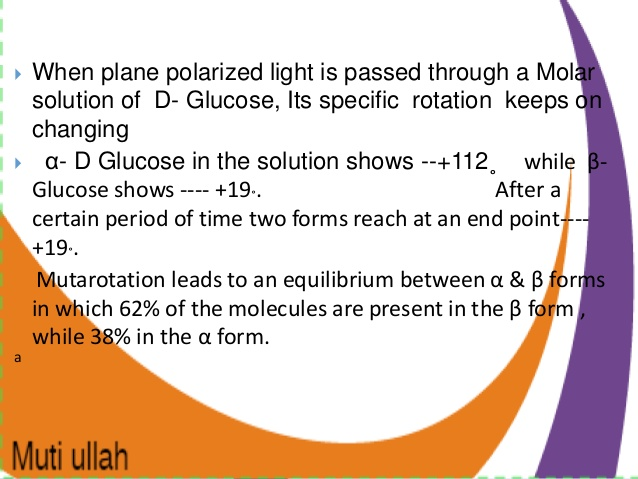 When plane polarized light is passed through a Molar
solution of D- Glucose, Its specific rotation keeps on
changing
α- D Glucose in the solution shows --+112° while β-
Glucose shows ---- +19°. After a
certain period of time two forms reach at an end point----
+19°.
Mutarotation leads to an equilibrium between α & β forms
in which 62% of the molecules are present in the β form ,
while 38% in the α form.
a
Muti ullah